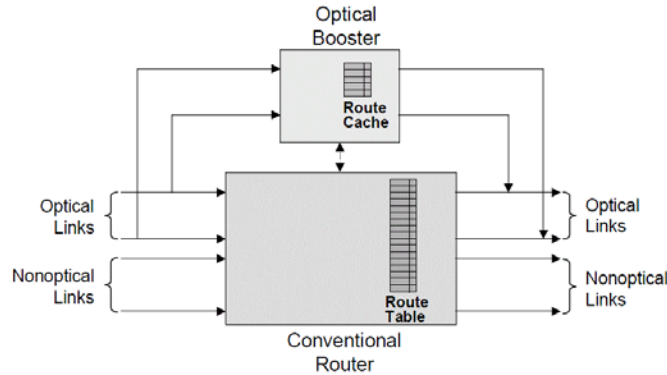 Optical
Booster
Route
Cache
Optical
Links
Optical
Links
Nonoptical
Links
Nonoptical
Links
Route
Table
Conventional
Router